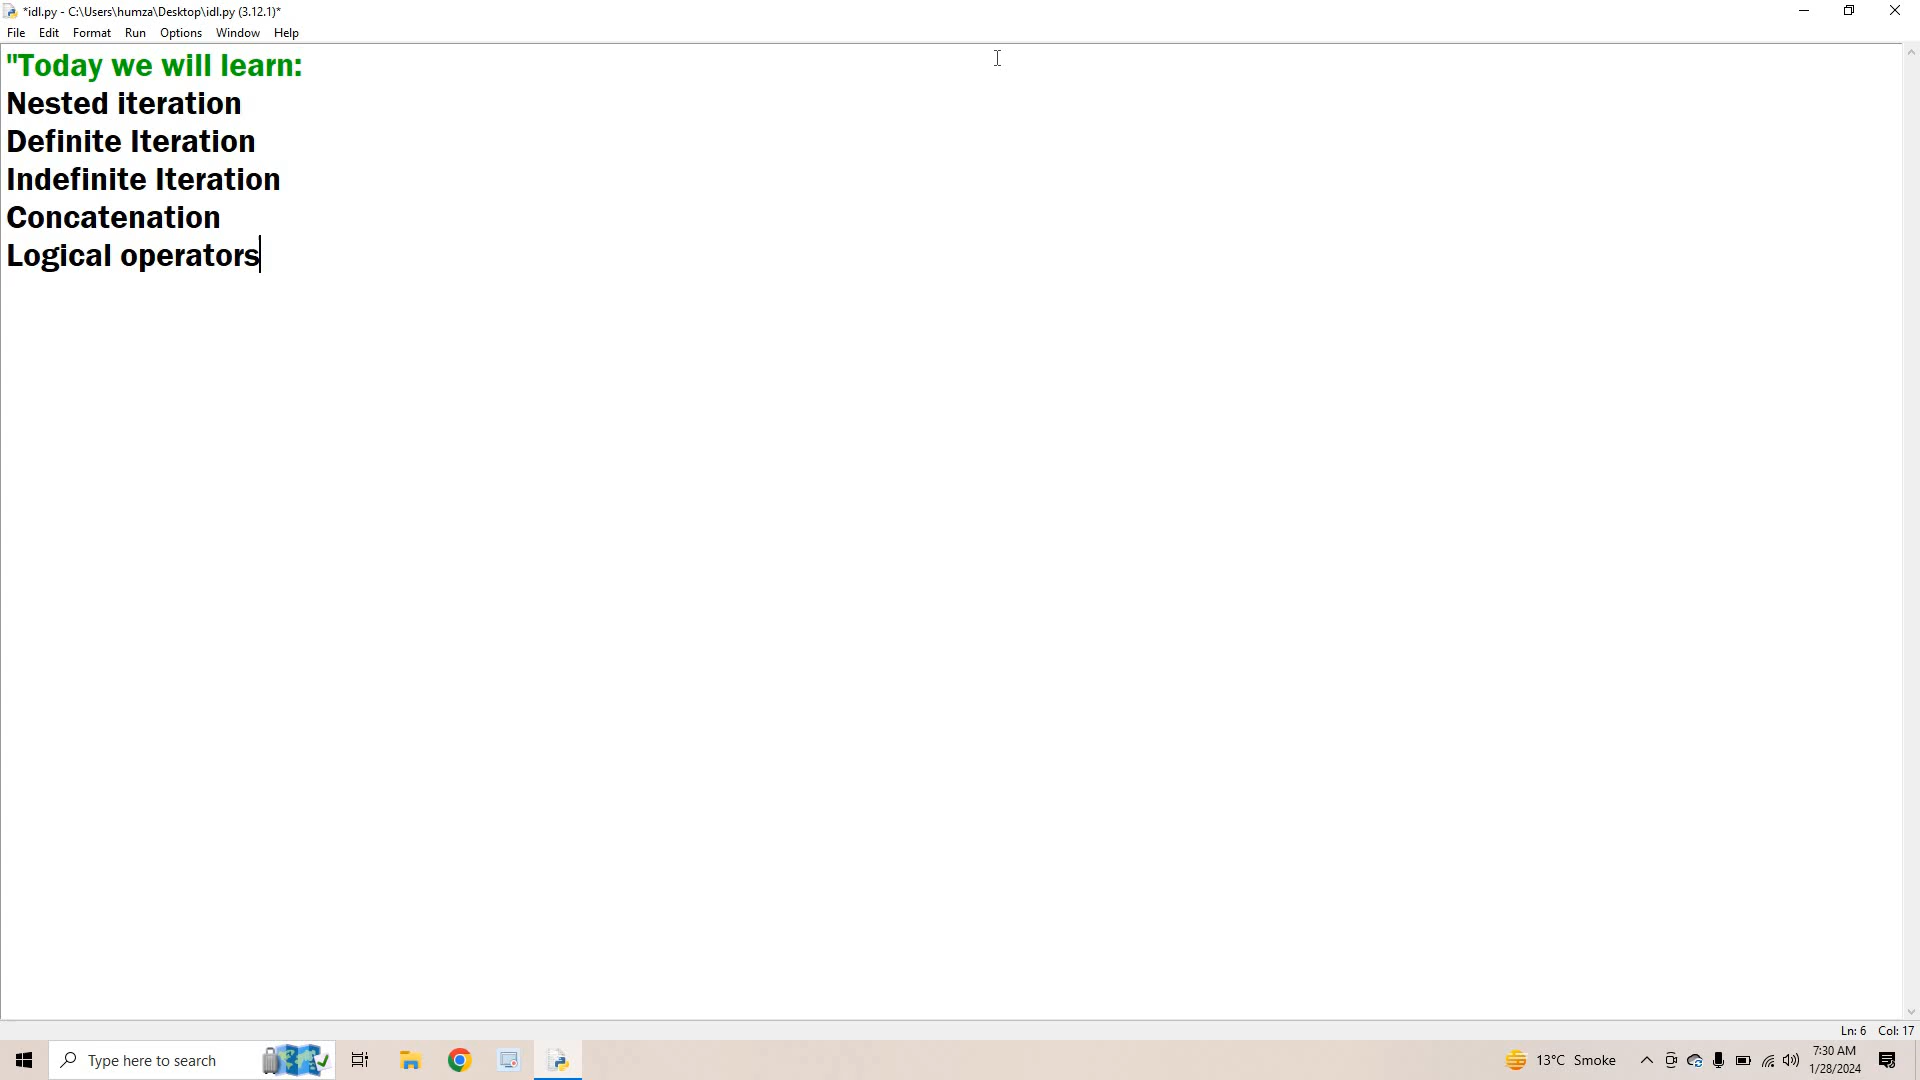 *idl.py - C:\Users\humza\Desktop\idl.py (3.12.1)*
File Edit Format Run Options Window Help
"Today we will learn:
Nested iteration
Definite Iteration
Indefinite Iteration
Concatenation
Logical operators
Ln: 6 Col: 17
Type here to search
13°C Smoke
7:30 AM
1/28/2024